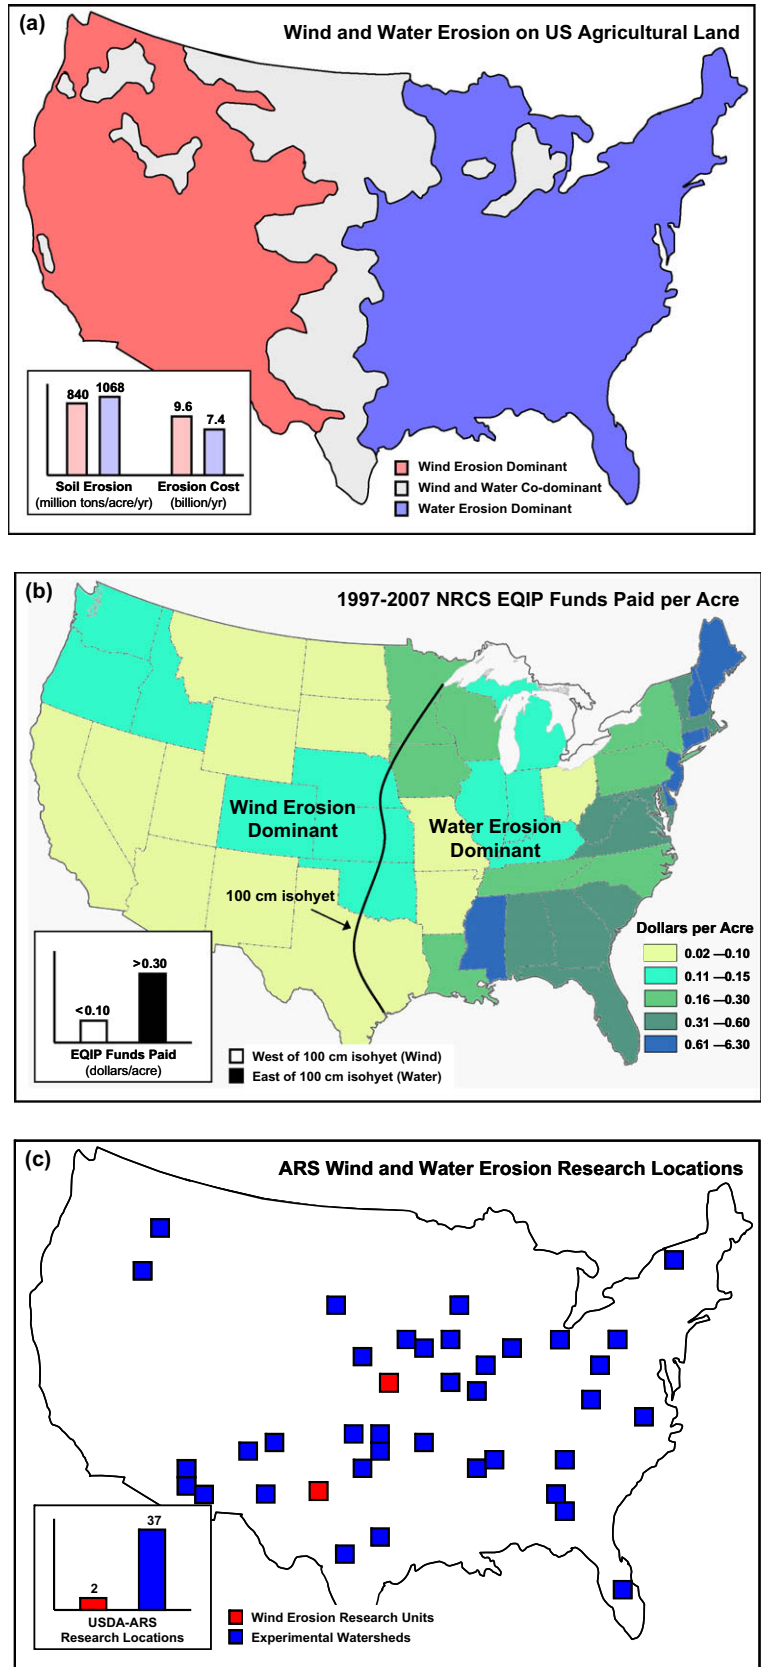 (a)
Wind and Water Erosion on US Agricultural Land
840
1068
9.6
7.4
Soil Erosion
(million tons/acre/yr)
Erosion Cost
(billion/yr)
Wind Erosion Dominant
Wind and Water Co-dominant
Water Erosion Dominant
(b)
1997-2007 NRCS EQIP Funds Paid per Acre
Wind Erosion
Dominant
Water Erosion
Dominant
100 cm isohyet
Dollars per Acre
0.02 —0.10
0.11 —0.15
0.16 —0.30
0.31 —0.60
0.61 —6.30
<0.10
>0.30
EQIP Funds Paid
(dollars/acre)
West of 100 cm isohyet (Wind)
East of 100 cm isohyet (Water)
(c)
ARS Wind and Water Erosion Research Locations
2
37
USDA-ARS
Research Locations
Wind Erosion Research Units
Experimental Watersheds